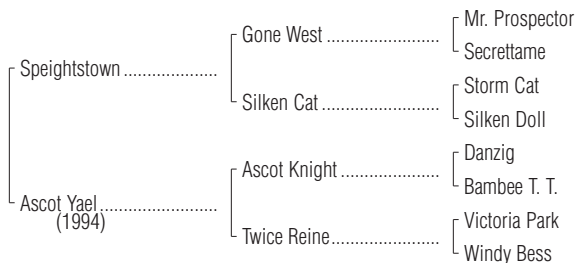 Mr. Prospector
Gone West
Secrettame
Speightstown
Storm Cat
Silken Cat
Silken Doll
Danzig
Ascot Knight
Bambee T. T.
Ascot Yael
(1994)
Victoria Park
Twice Reine
Windy Bess